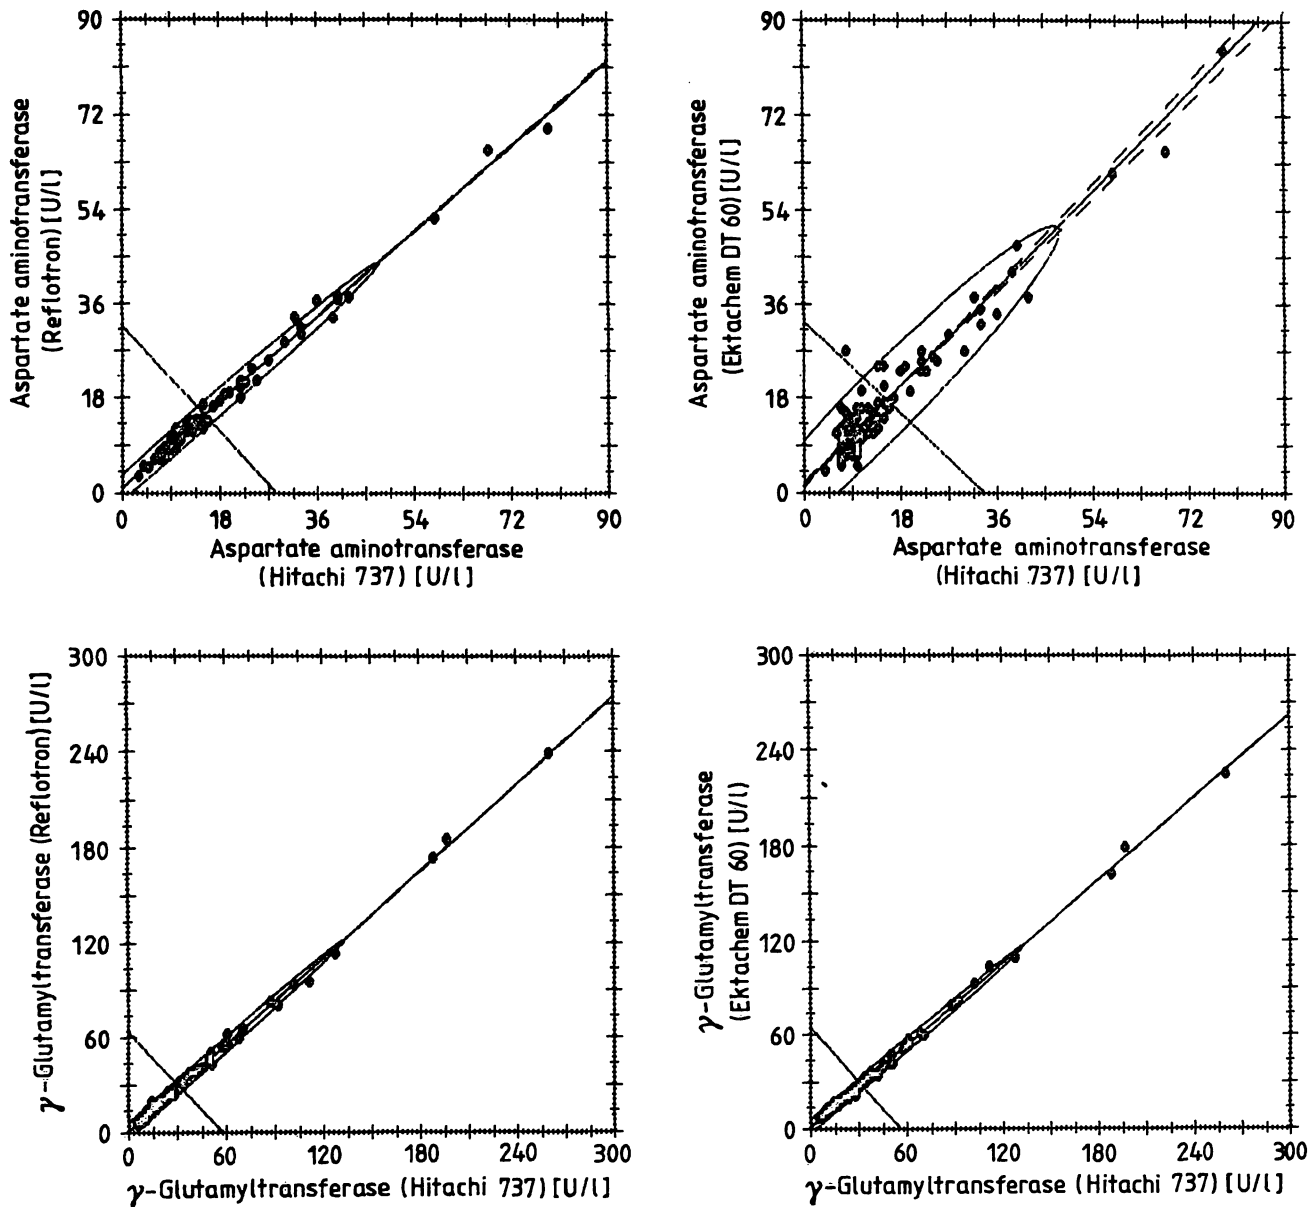 90
72
54
36
18
0
Aspartate aminotransferase
(Reflotron) [U/l]
0 18 36 54 72 90
Aspartate aminotransferase
(Hitachi 737) [U/l]
90
72
54
36
18
0
Aspartate aminotransferase
(Ektachem DT 60) [U/l]
0 18 36 54 72 90
Aspartate aminotransferase
(Hitachi 737) [U/l]
300
240
180
120
60
0
γ-Glutamyltransferase (Reflotron) [U/l]
0 60 120 180 240 300
γ-Glutamyltransferase (Hitachi 737) [U/l]
300
240
180
120
60
0
γ-Glutamyltransferase
(Ektachem DT 60) [U/l)
0 60 120 180 240 300
γ-Glutamyltransferase (Hitachi 737) [U/l]